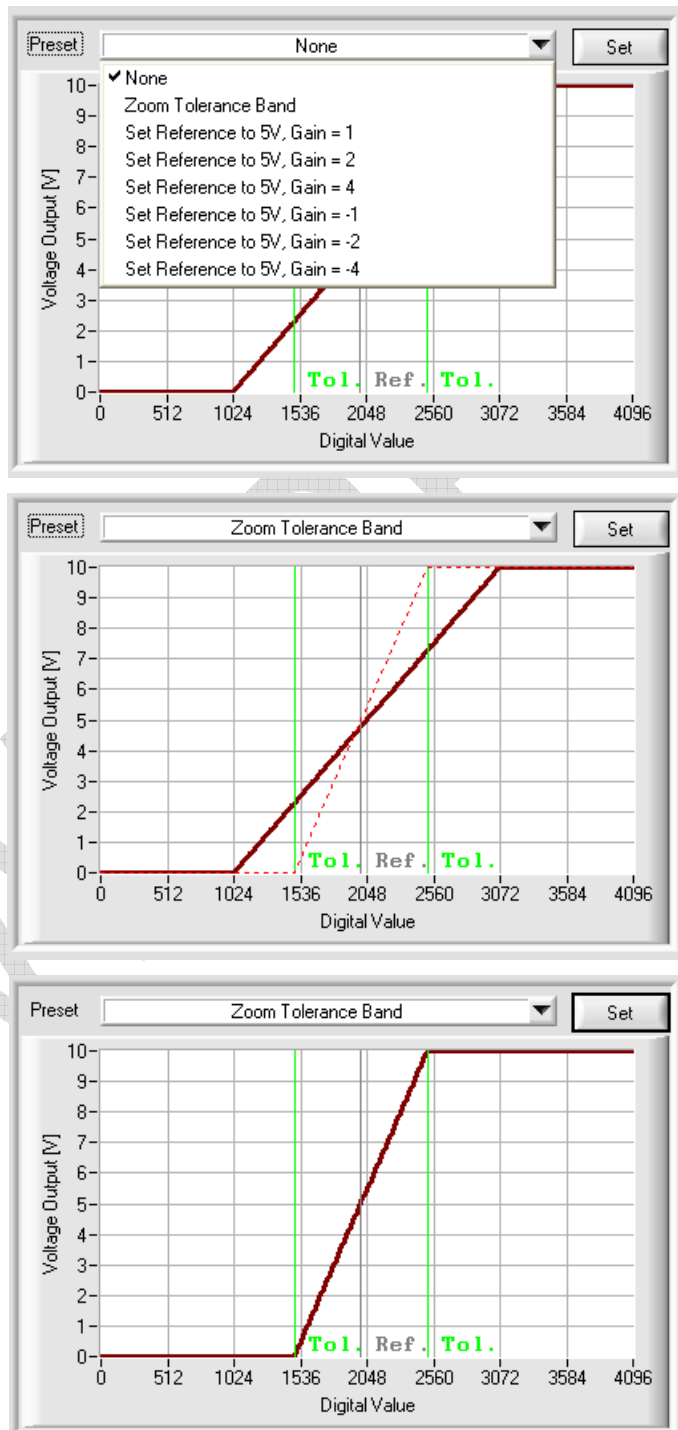 Preset None Set
None
Zoom Tolerance Band
Set Reference to 5V, Gain = 1
Set Reference to 5V, Gain = 2
Set Reference to 5V, Gain = 4
Set Reference to 5V, Gain = -1
Set Reference to 5V, Gain = -2
Set Reference to 5V, Gain = -4
Voltage Output [V]
10
9
8
7
6
5
4
3
2
1
0
Tol. Ref. Tol.
0 512 1024 1536 2048 2560 3072 3584 4096
Digital Value
Preset Zoom Tolerance Band Set
Voltage Output [V]
10
9
8
7
6
5
4
3
2
1
0
Tol. Ref. Tol.
0 512 1024 1536 2048 2560 3072 3584 4096
Digital Value
Preset Zoom Tolerance Band Set
Voltage Output [V]
10
9
8
7
6
5
4
3
2
1
0
Tol. Ref. Tol.
0 512 1024 1536 2048 2560 3072 3584 4096
Digital Value